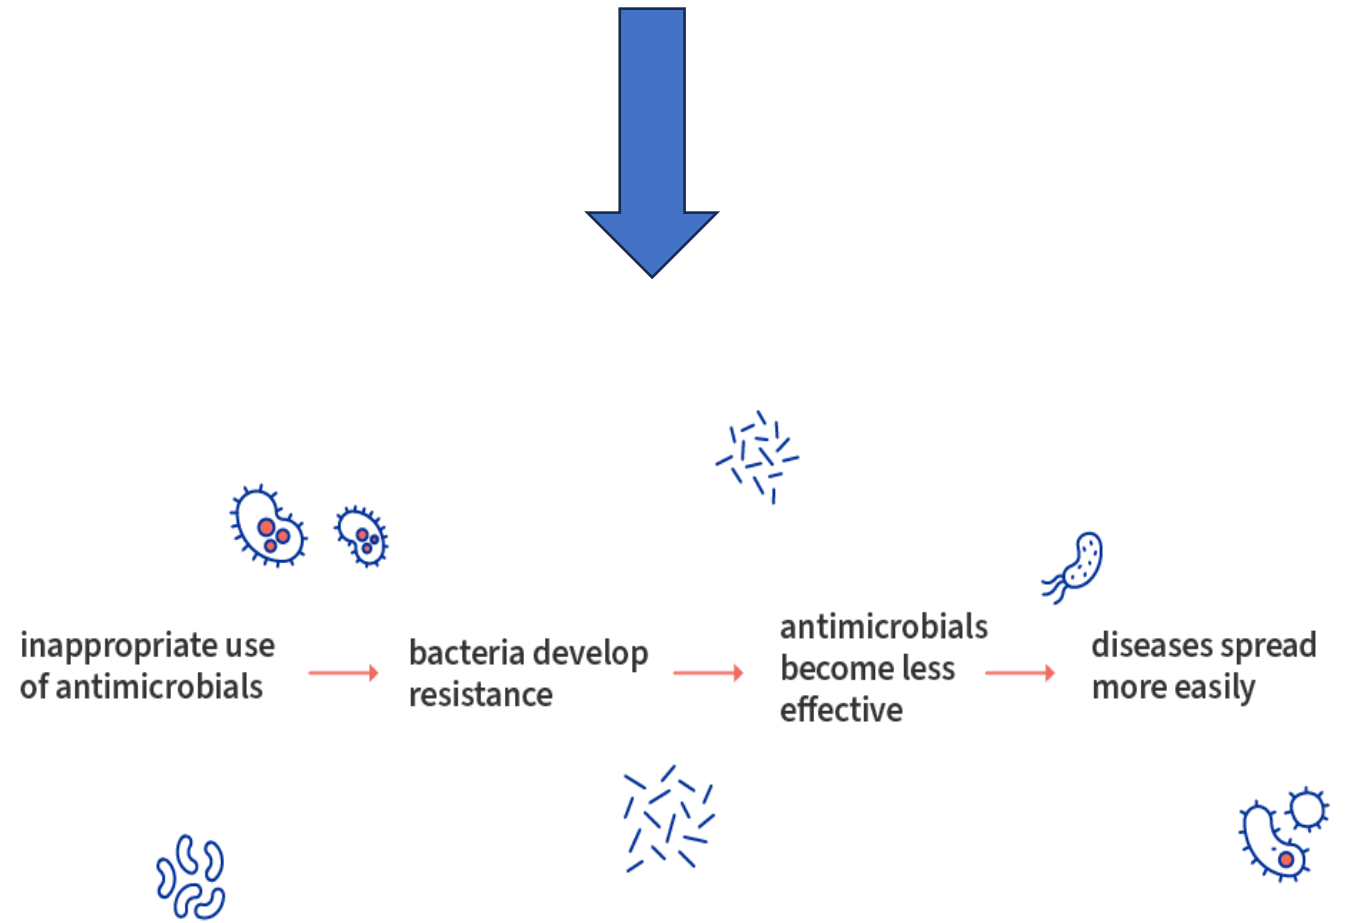 inappropriate use
of antimicrobials
bacteria develop
resistance
antimicrobials
become less
effective
diseases spread
more easily